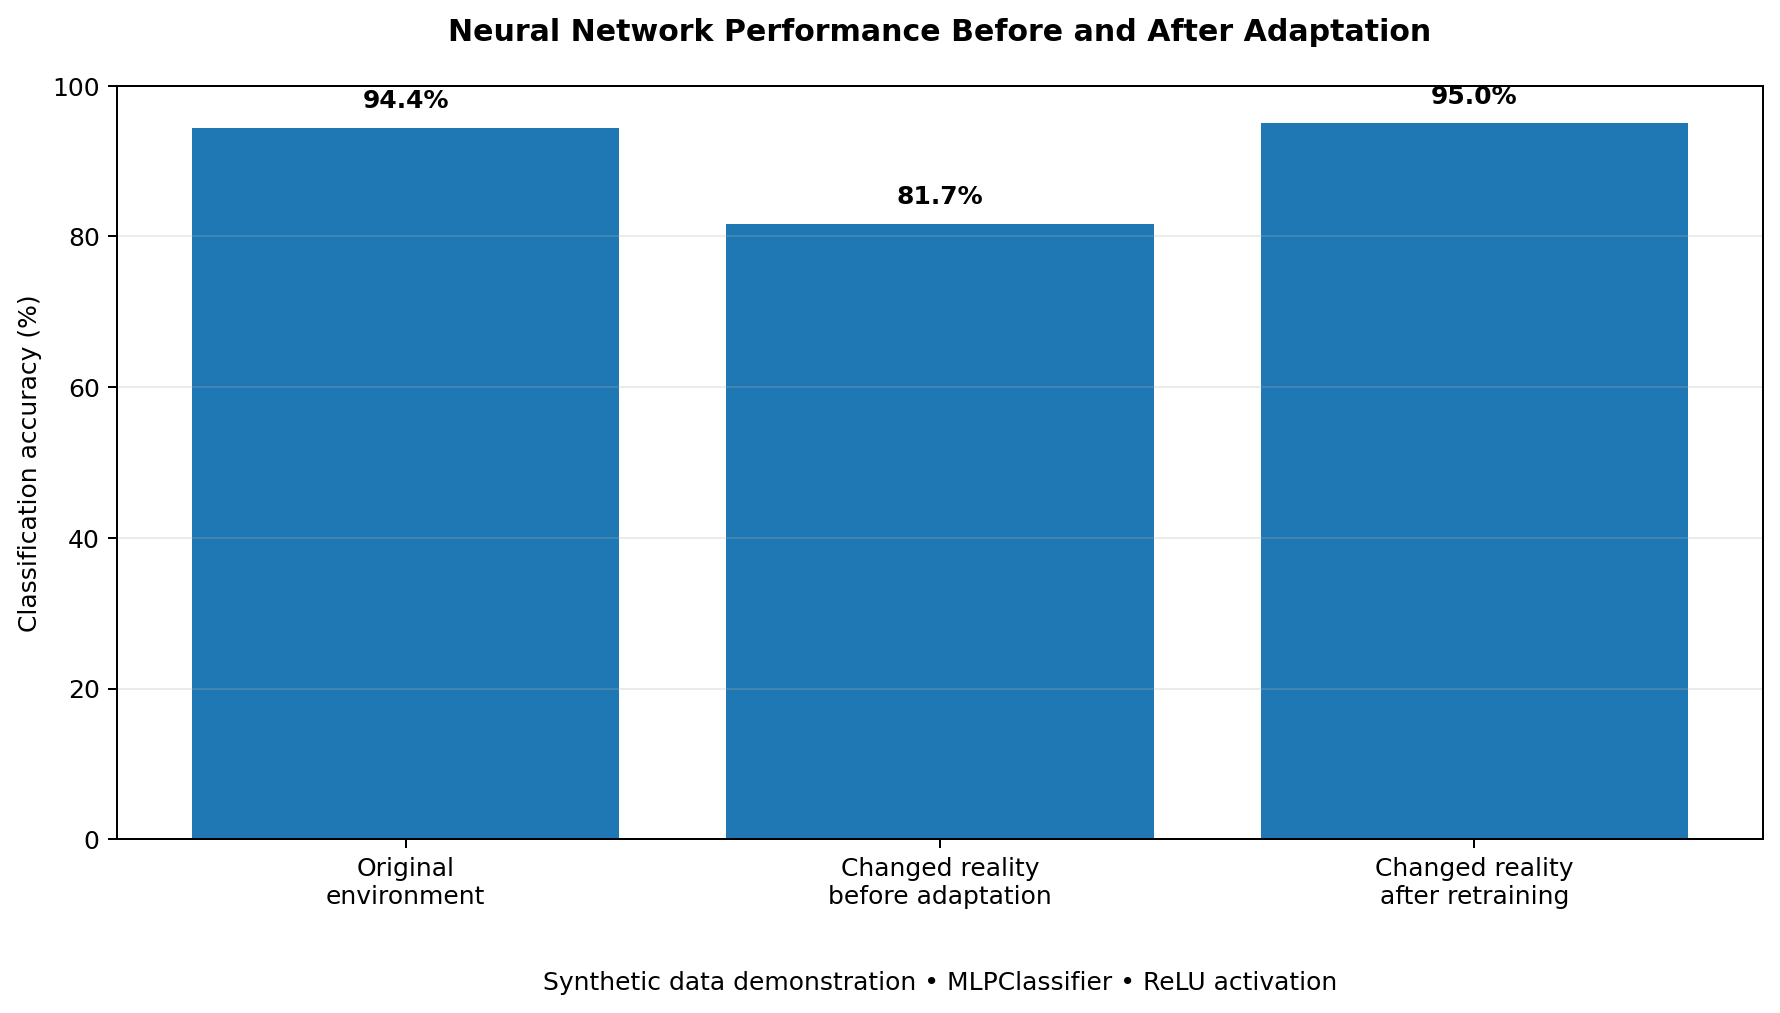 Neural Network Performance Before and After Adaptation
100
94.4%
95.0%
81.7%
80
60
40
20
0
Classification accuracy (%)
Original
environment
Changed reality
before adaptation
Changed reality
after retraining
Synthetic data demonstration • MLPClassifier • ReLU activation